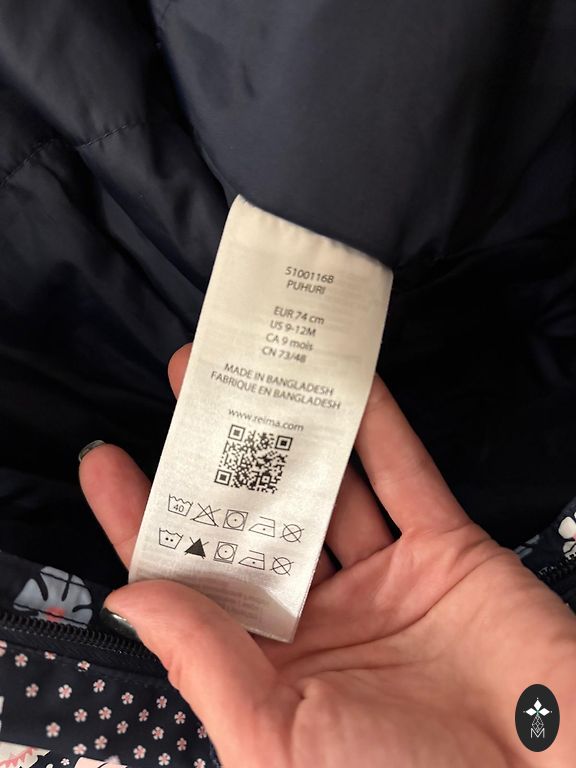 5100116B
PUHURI
EUR 74 cm
US 9-12M
CA 9 mois
CN 73/48
MADE IN BANGLADESH
FABRIQUE EN BANGLADESH
www.reima.com
40